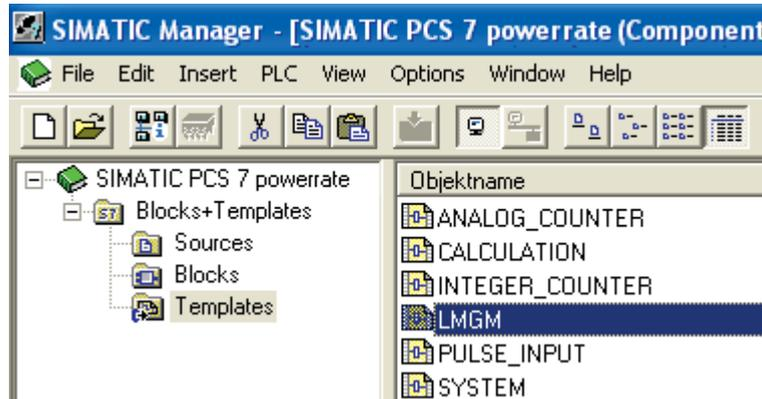 SIMATIC Manager - [SIMATIC PCS 7 powerrate (Component
File Edit Insert PLC View Options Window Help
SIMATIC PCS 7 powerrate
Blocks+Templates
Sources
Blocks
Templates
Objektname
ANALOG_COUNTER
CALCULATION
INTEGER_COUNTER
LMGM
PULSE_INPUT
SYSTEM